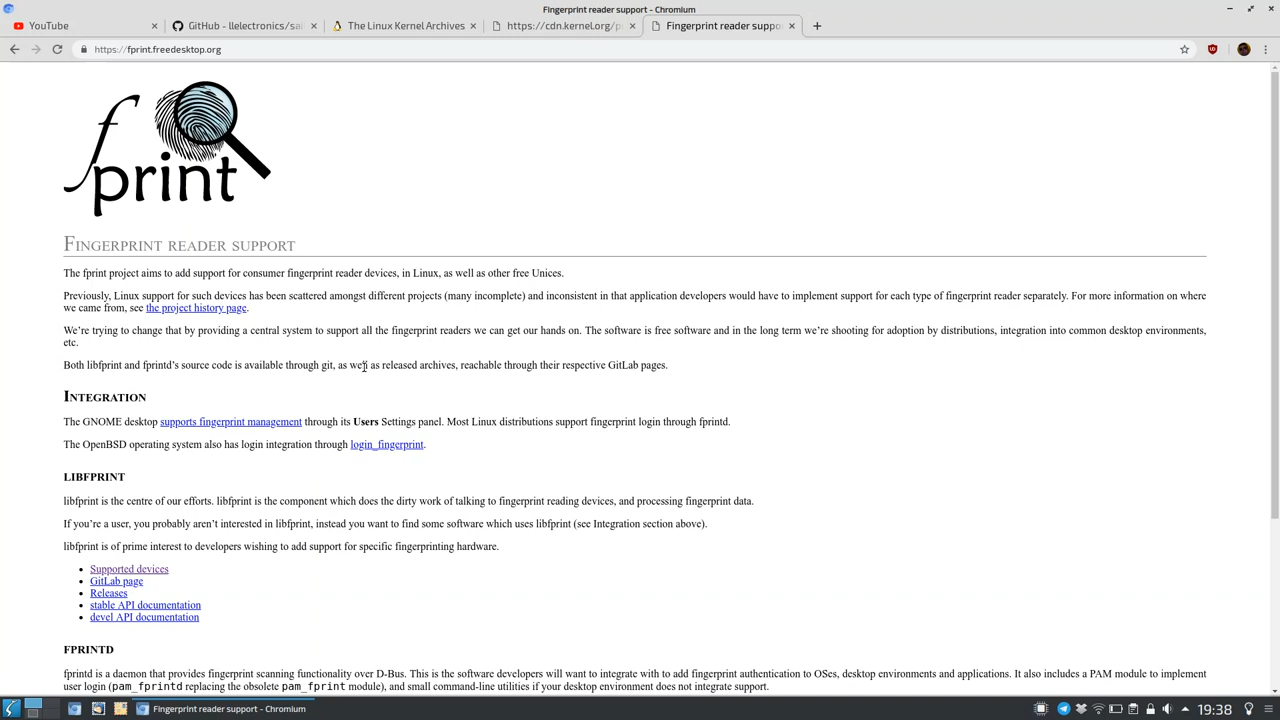 Fingerprint reader support - Chromium
YouTube
GitHub - llelectronics/sai
The Linux Kernel Archives
https://cdn.kernel.org/p
Fingerprint reader suppo
https://fprint.freedesktop.org
fprint
Fingerprint reader support
The fprint project aims to add support for consumer fingerprint reader devices, in Linux, as well as other free Unices.
Previously, Linux support for such devices has been scattered amongst different projects (many incomplete) and inconsistent in that application developers would have to implement support for each type of fingerprint reader separately. For more information on where
we came from, see the project history page.
We’re trying to change that by providing a central system to support all the fingerprint readers we can get our hands on. The software is free software and in the long term we’re shooting for adoption by distributions, integration into common desktop environments,
etc.
Both libfprint and fprintd’s source code is available through git, as well as released archives, reachable through their respective GitLab pages.
Integration
The GNOME desktop supports fingerprint management through its Users Settings panel. Most Linux distributions support fingerprint login through fprintd.
The OpenBSD operating system also has login integration through login_fingerprint.
LIBFPRINT
libfprint is the centre of our efforts. libfprint is the component which does the dirty work of talking to fingerprint reading devices, and processing fingerprint data.
If you’re a user, you probably aren’t interested in libfprint, instead you want to find some software which uses libfprint (see Integration section above).
libfprint is of prime interest to developers wishing to add support for specific fingerprinting hardware.
• Supported devices
• GitLab page
• Releases
• stable API documentation
• devel API documentation
FPRINTD
fprintd is a daemon that provides fingerprint scanning functionality over D-Bus. This is the software developers will want to integrate with to add fingerprint authentication to OSes, desktop environments and applications. It also includes a PAM module to implement
user login (pam_fprintd replacing the obsolete pam_fprint module), and small command-line utilities if your desktop environment does not integrate support.
Fingerprint reader support - Chromium
19:38